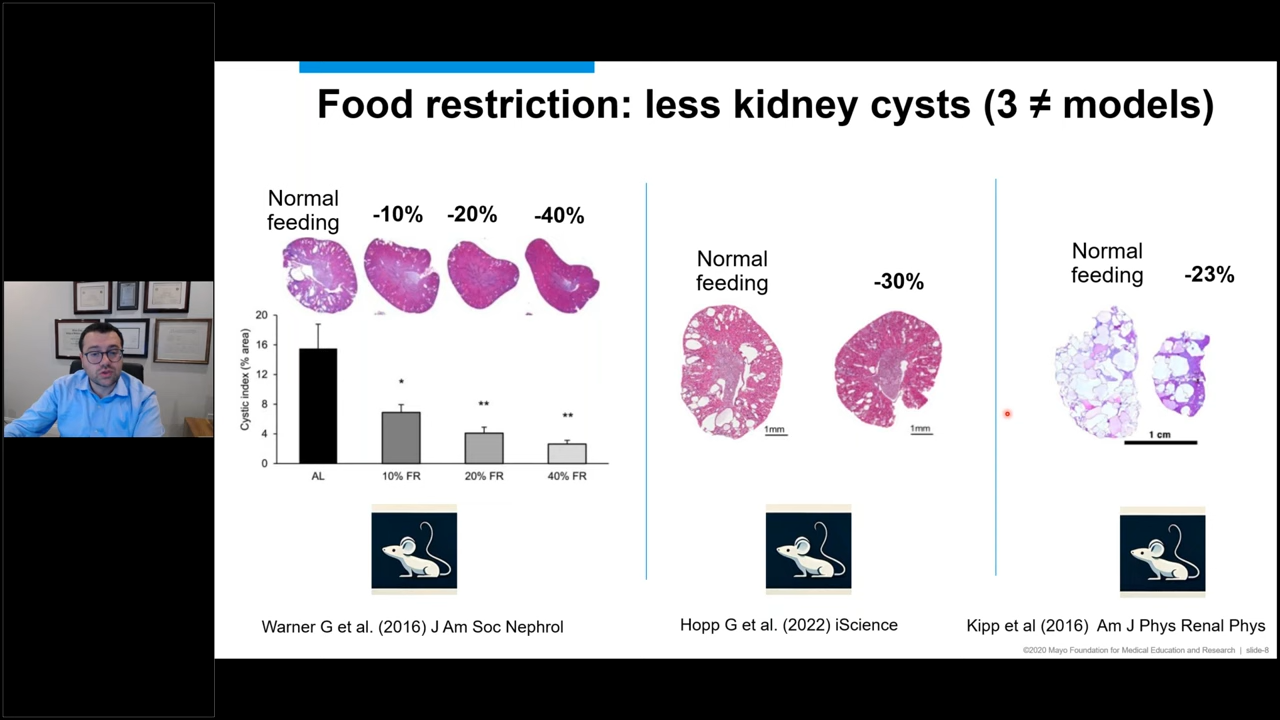 Food restriction: less kidney cysts (3 ≠ models)
Normal
feeding
-10%
-20%
-40%
20
16
12
8
4
0
Cystic index (% area)
*
**
**
AL
10% FR
20% FR
40% FR
Warner G et al. (2016) J Am Soc Nephrol
Normal
feeding
-30%
1mm
1mm
Hopp G et al. (2022) iScience
Normal
feeding
-23%
1 cm
Kipp et al (2016) Am J Phys Renal Phys
©2020 Mayo Foundation for Medical Education and Research | slide-8